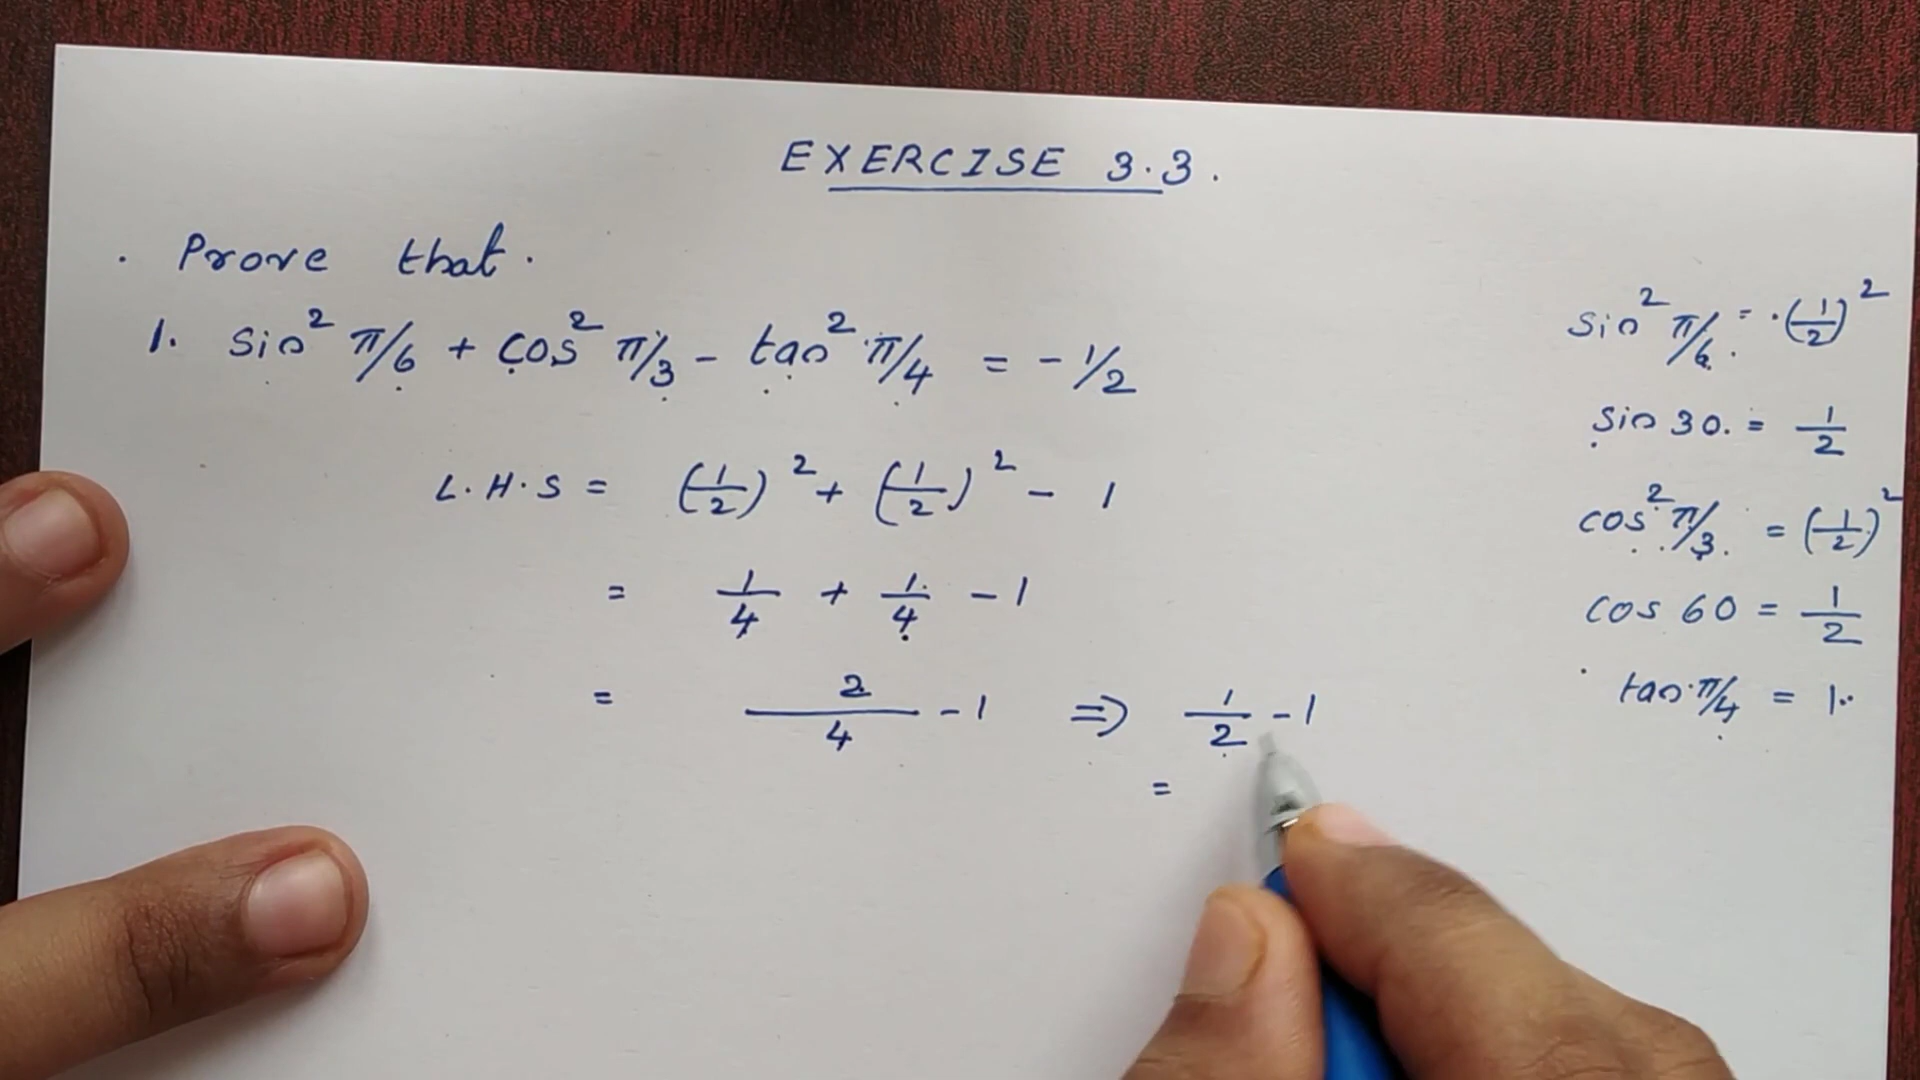 EXERCISE 3.3.
. Prove that.
1. sin² π/6 + cos² π/3 - tan² π/4 = - 1/2
L.H.S = (1/2)² + (1/2)² - 1
= 1/4 + 1/4 - 1
= 2/4 - 1 ⇒ 1/2 - 1
=
sin² π/6 = (1/2)²
sin 30. = 1/2
cos² π/3 = (1/2)²
cos 60 = 1/2
tan π/4 = 1.